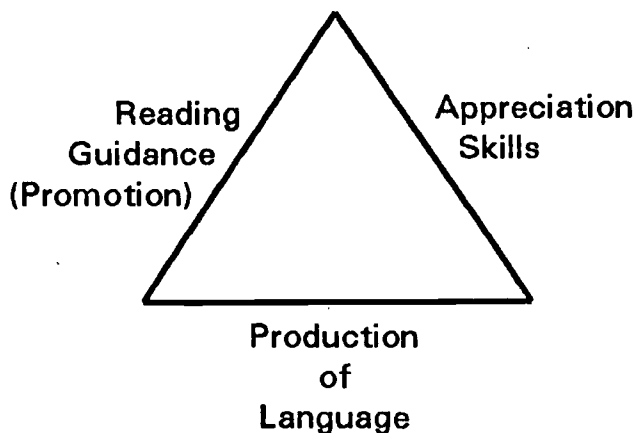 Reading
Guidance
(Promotion)
Appreciation
Skills
Production
of
Language